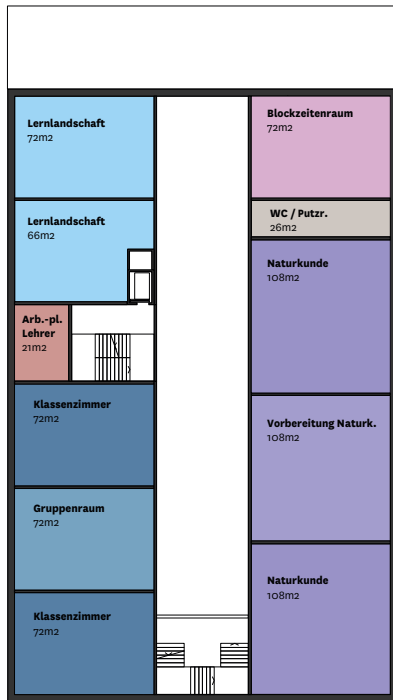 Lernlandschaft
72m2
Lernlandschaft
66m2
Arb.-pl.
Lehrer
21m2
Klassenzimmer
72m2
Gruppenraum
72m2
Klassenzimmer
72m2
Blockzeitenraum
72m2
WC / Putzr.
26m2
Naturkunde
108m2
Vorbereitung Naturk.
108m2
Naturkunde
108m2